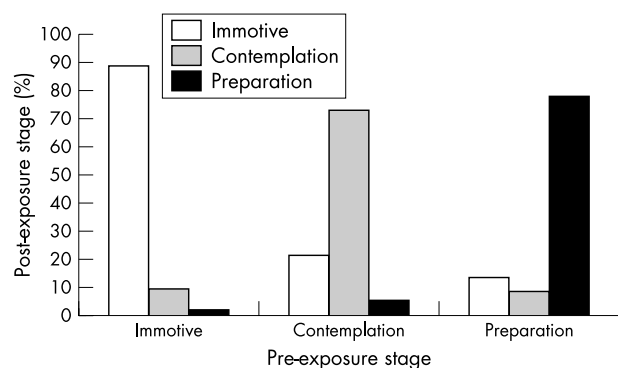 Immotive
Contemplation
Preparation
Post-exposure stage (%)
100
90
80
70
60
50
40
30
20
10
0
Immotive
Contemplation
Preparation
Pre-exposure stage